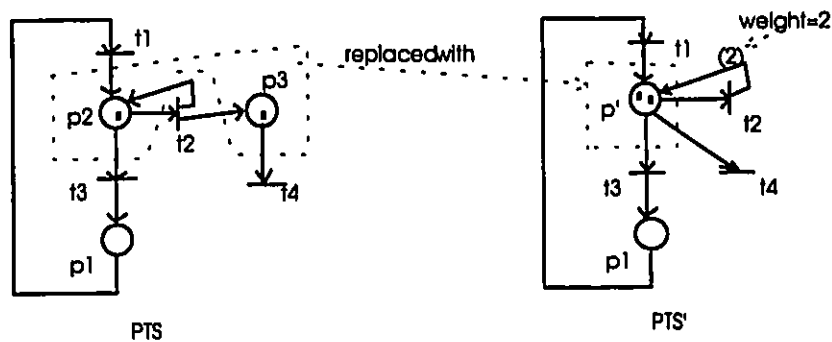 weight=2
t1
t1
(2)
replacedwith
p3
p2
p'
t2
t2
t3
t4
t3
t4
p1
p1
PTS
PTS'